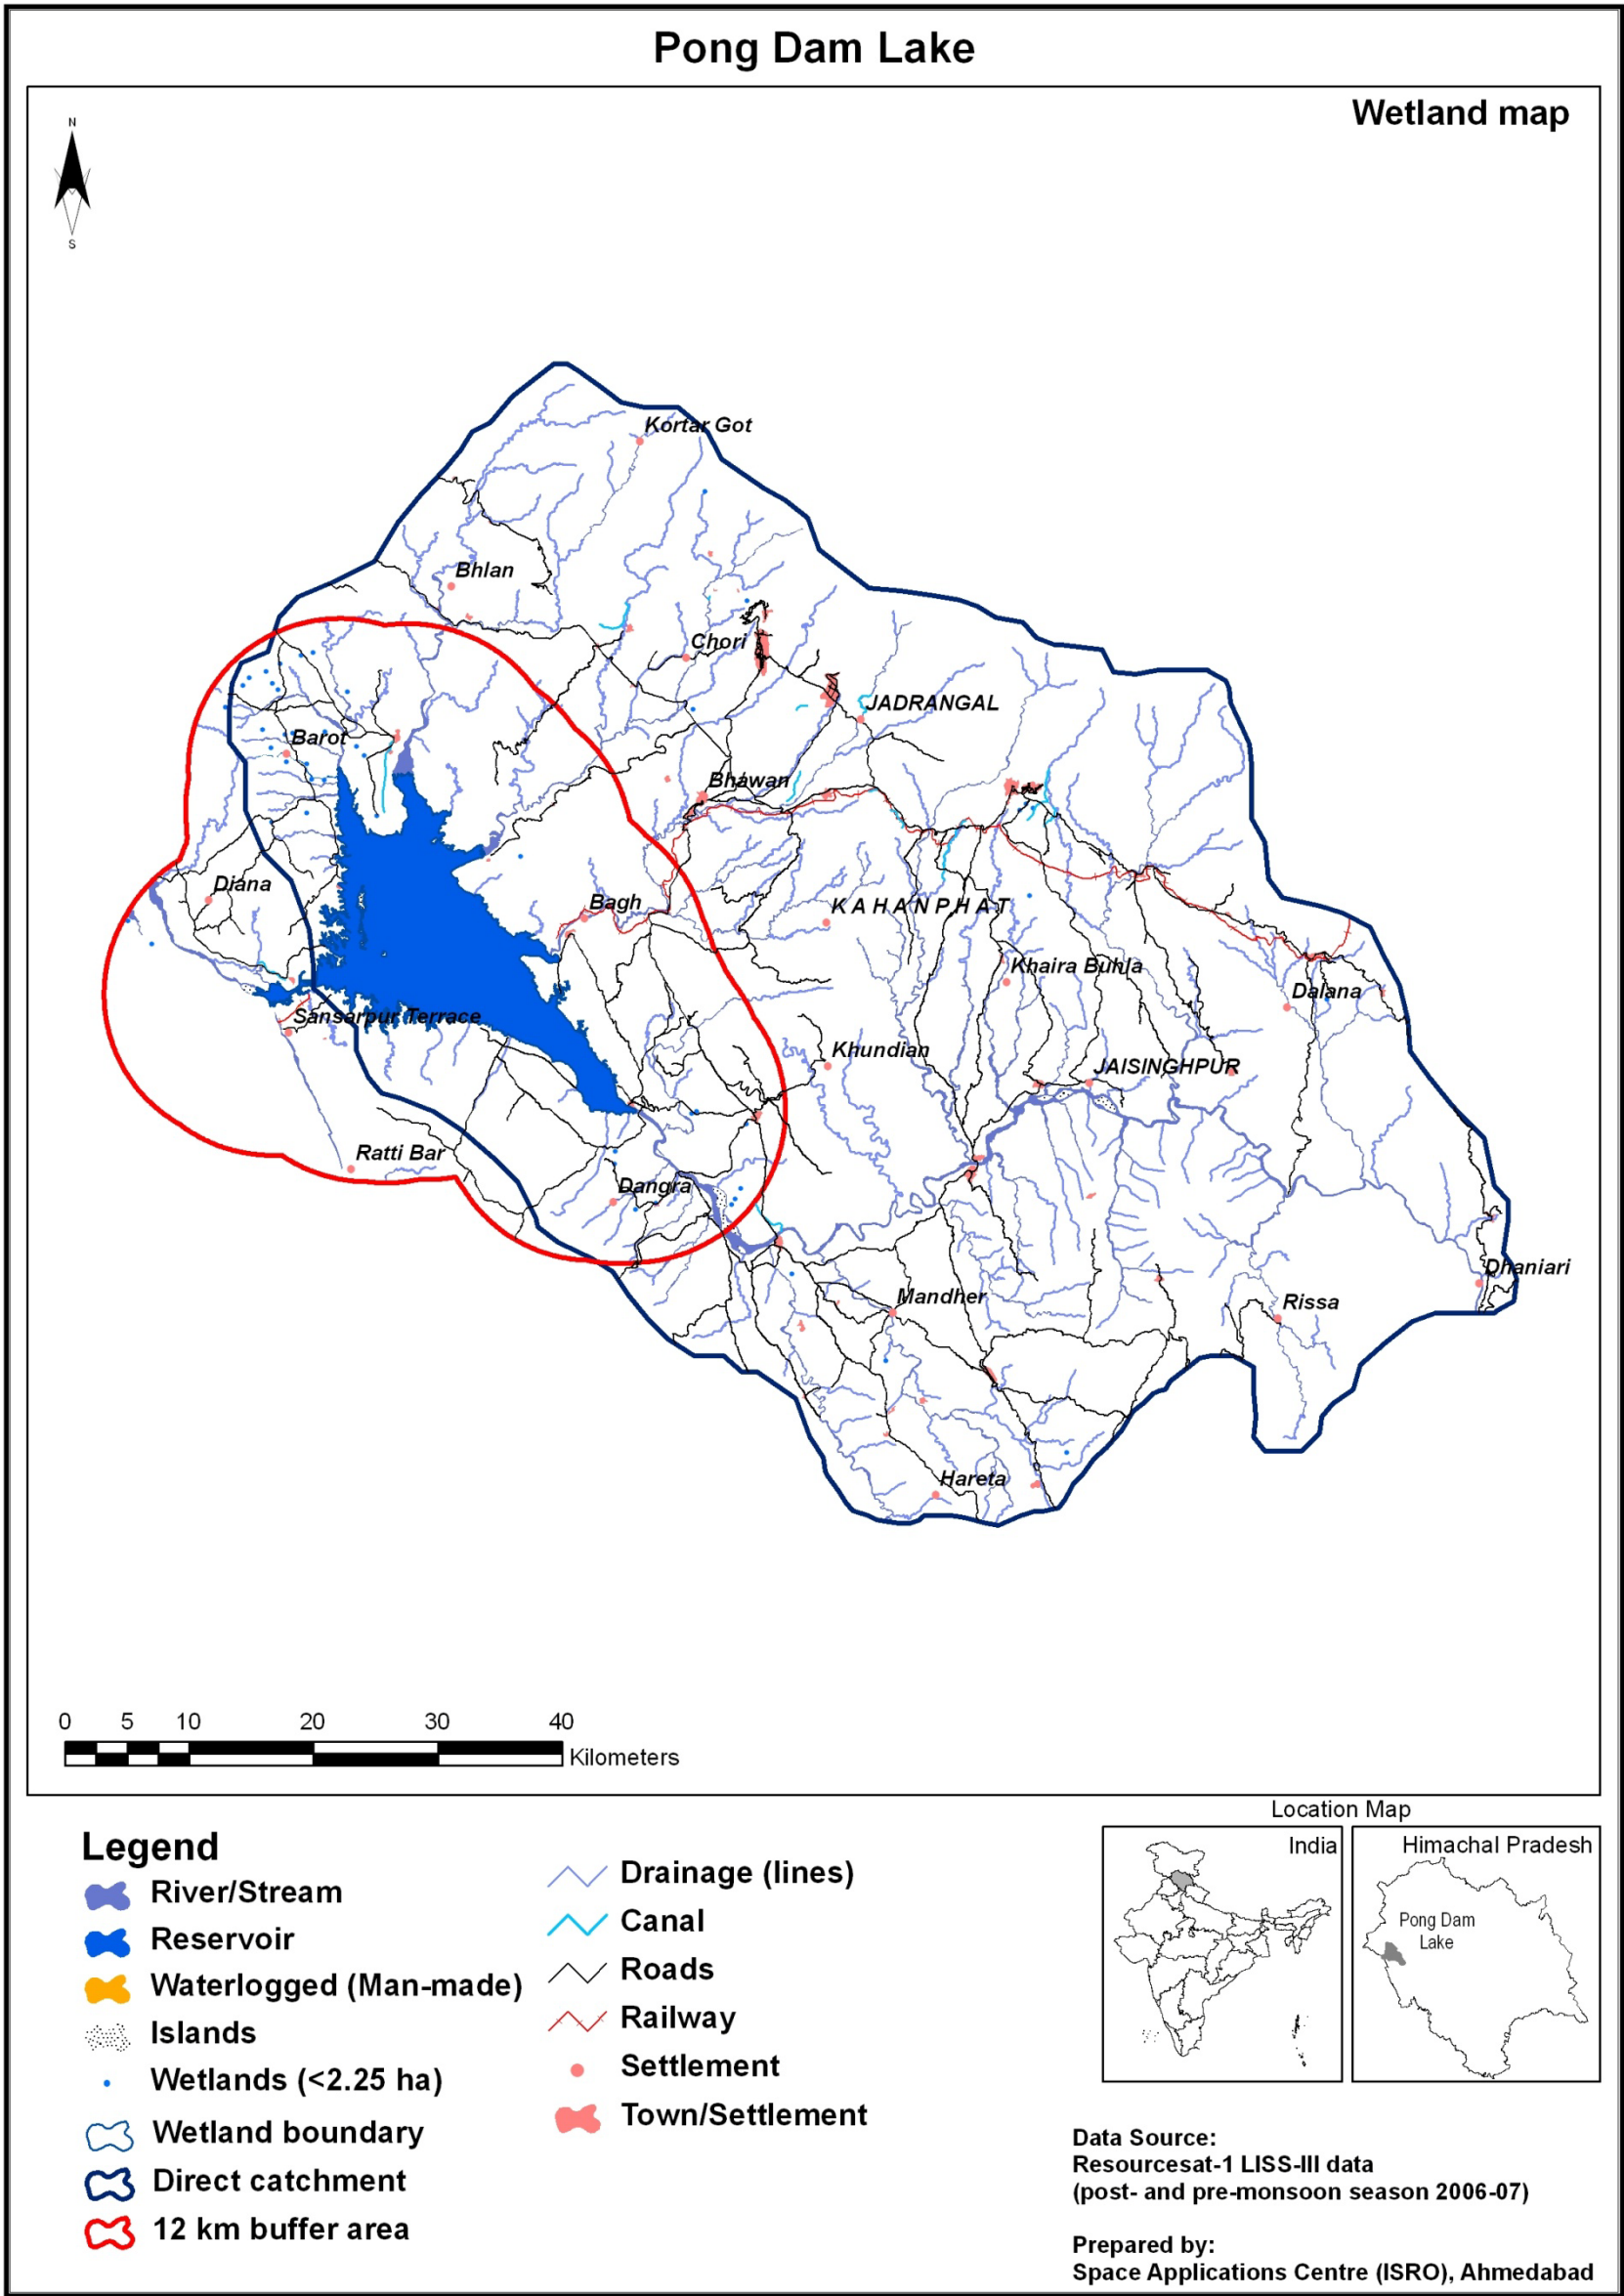 Pong Dam Lake
Wetland map
N
S
Kortar Got
Bhlan
Chori
JADRANGAL
Barot
Bhawan
Diana
Bagh
KAHANPHAT
Khaira Buhla
Dalana
Sansarpur Terrace
Khundian
JAISINGHPUR
Ratti Bar
Dangra
Dhaniari
Mandher
Rissa
Hareta
0 5 10 20 30 40
Kilometers
Legend
River/Stream
Reservoir
Waterlogged (Man-made)
Islands
Wetlands (<2.25 ha)
Wetland boundary
Direct catchment
12 km buffer area
Drainage (lines)
Canal
Roads
Railway
Settlement
Town/Settlement
Location Map
India
Himachal Pradesh
Pong Dam
Lake
Data Source:
Resourcesat-1 LISS-III data
(post- and pre-monsoon season 2006-07)
Prepared by:
Space Applications Centre (ISRO), Ahmedabad